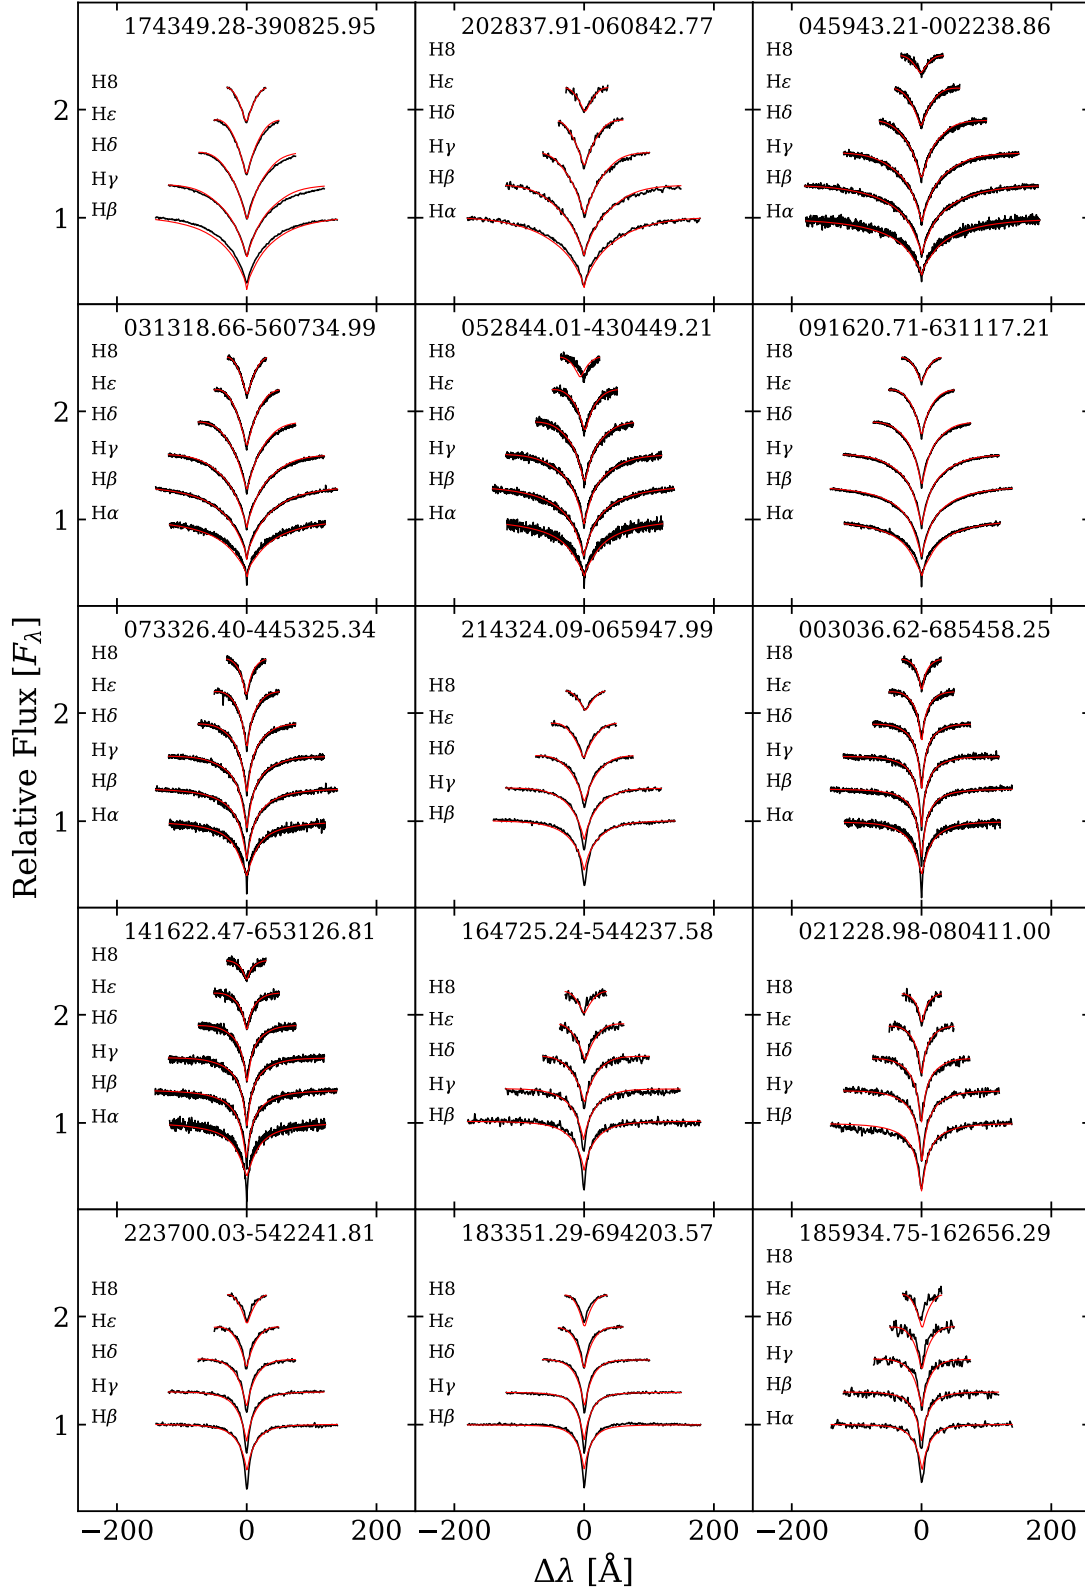 174349.28-390825.95
H8
Hε
Hδ
Hγ
Hβ
202837.91-060842.77
H8
Hε
Hδ
Hγ
Hβ
Hα
045943.21-002238.86
H8
Hε
Hδ
Hγ
Hβ
Hα
2
1
031318.66-560734.99
H8
Hε
Hδ
Hγ
Hβ
Hα
052844.01-430449.21
H8
Hε
Hδ
Hγ
Hβ
Hα
091620.71-631117.21
H8
Hε
Hδ
Hγ
Hβ
Hα
2
1
073326.40-445325.34
H8
Hε
Hδ
Hγ
Hβ
Hα
214324.09-065947.99
H8
Hε
Hδ
Hγ
Hβ
003036.62-685458.25
H8
Hε
Hδ
Hγ
Hβ
Hα
2
1
141622.47-653126.81
H8
Hε
Hδ
Hγ
Hβ
Hα
164725.24-544237.58
H8
Hε
Hδ
Hγ
Hβ
021228.98-080411.00
H8
Hε
Hδ
Hγ
Hβ
2
1
223700.03-542241.81
H8
Hε
Hδ
Hγ
Hβ
183351.29-694203.57
H8
Hε
Hδ
Hγ
Hβ
185934.75-162656.29
H8
Hε
Hδ
Hγ
Hβ
Hα
2
1
−200 0 200
−200 0 200
−200 0 200
Δλ [Å]
Relative Flux [Fλ]